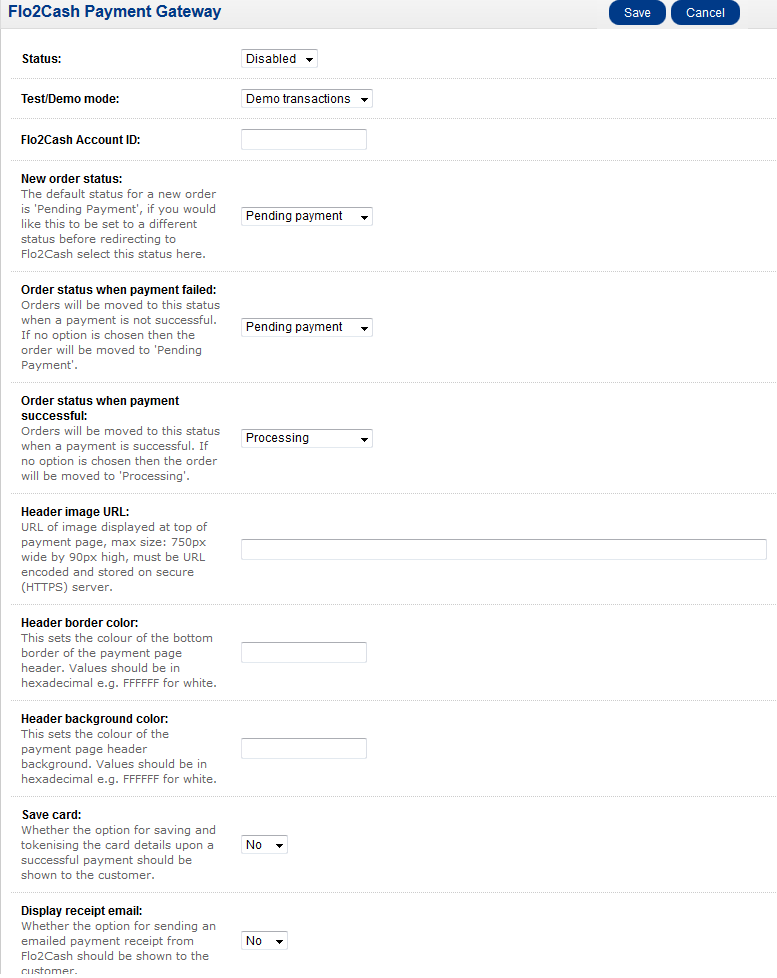 Flo2Cash Payment Gateway
Save
Cancel
Status:
Disabled
Test/Demo mode:
Demo transactions
Flo2Cash Account ID:
New order status:
The default status for a new order
is 'Pending Payment', if you would
like this to be set to a different
status before redirecting to
Flo2Cash select this status here.
Pending payment
Order status when payment failed:
Orders will be moved to this status
when a payment is not successful.
If no option is chosen then the
order will be moved to 'Pending
Payment'.
Pending payment
Order status when payment
successful:
Orders will be moved to this status
when a payment is successful. If
no option is chosen then the order
will be moved to 'Processing'.
Processing
Header image URL:
URL of image displayed at top of
payment page, max size: 750px
wide by 90px high, must be URL
encoded and stored on secure
(HTTPS) server.
Header border color:
This sets the colour of the bottom
border of the payment page
header. Values should be in
hexadecimal e.g. FFFFFF for white.
Header background color:
This sets the colour of the
payment page header
background. Values should be in
hexadecimal e.g. FFFFFF for white.
Save card:
Whether the option for saving and
tokenising the card details upon a
successful payment should be
shown to the customer.
No
Display receipt email:
Whether the option for sending an
emailed payment receipt from
Flo2Cash should be shown to the
customer.
No